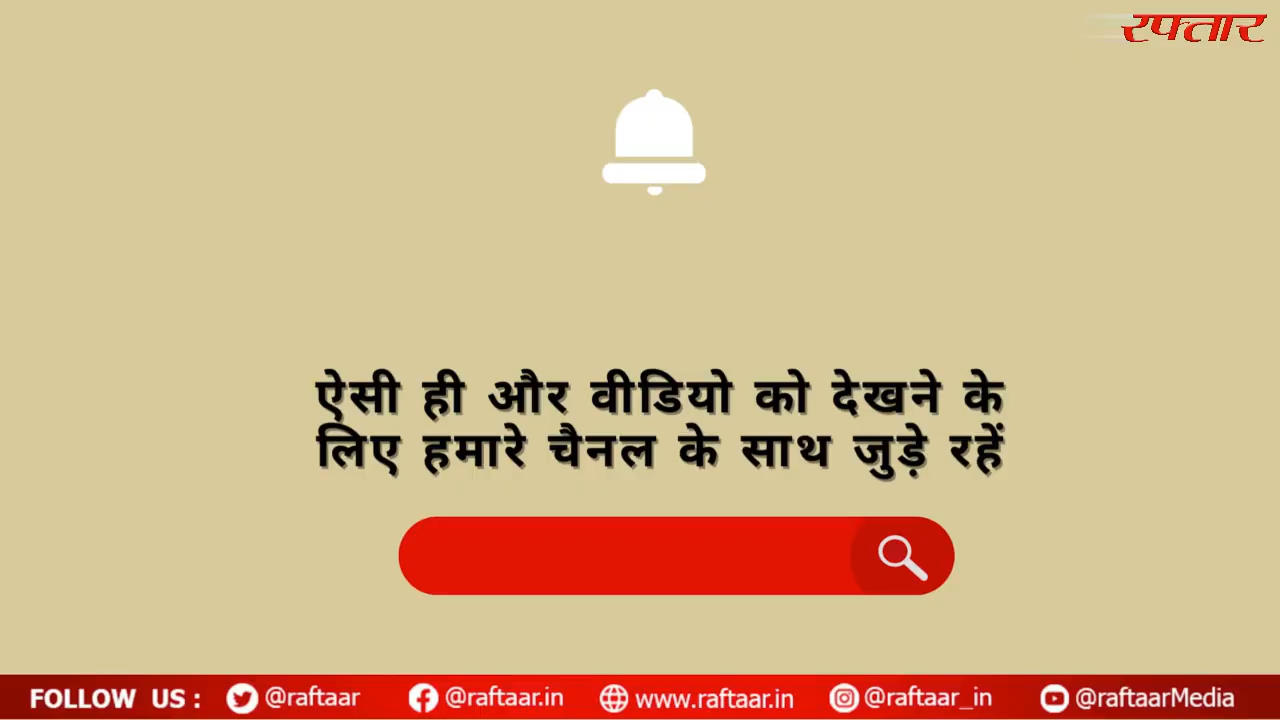 रफ्तार
ऐसी ही और वीडियो को देखने के
लिए हमारे चैनल के साथ जुड़े रहें
FOLLOW US : @raftaar @raftaar.in www.raftaar.in @raftaar_in @raftaarMedia